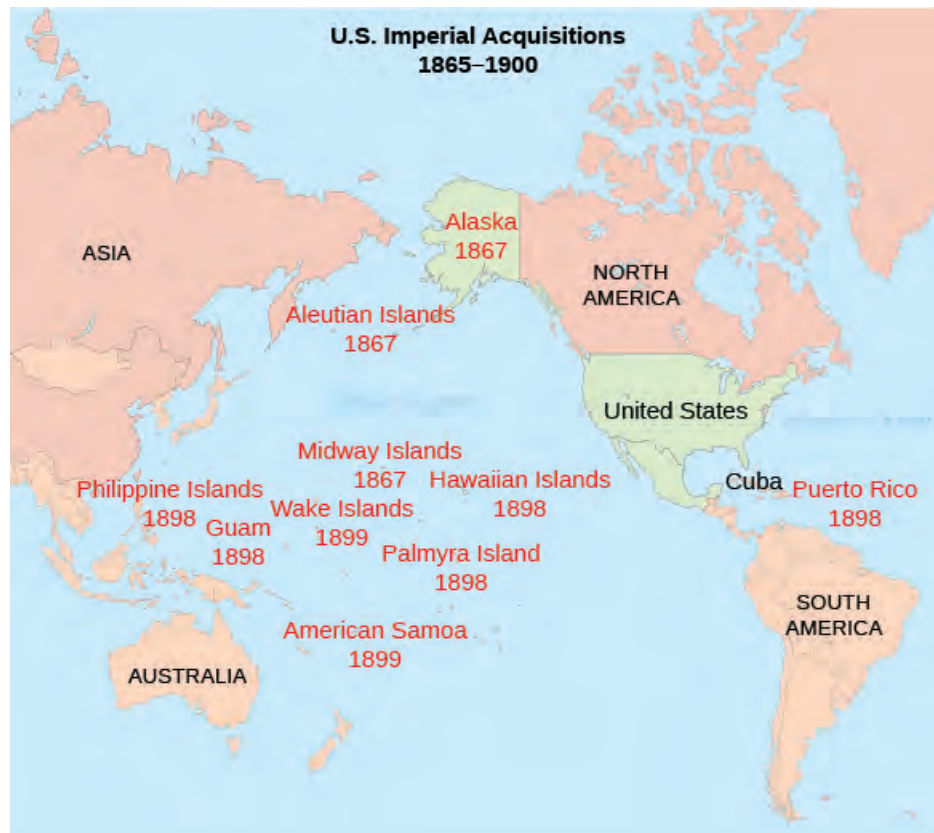 U.S. Imperial Acquisitions
1865–1900
Alaska
1867
ASIA
NORTH
AMERICA
Aleutian Islands
1867
United States
Midway Islands
1867
Hawaiian Islands
1898
Cuba
Puerto Rico
1898
Philippine Islands
1898
Guam
1898
Wake Islands
1899
Palmyra Island
1898
SOUTH
AMERICA
American Samoa
1899
AUSTRALIA